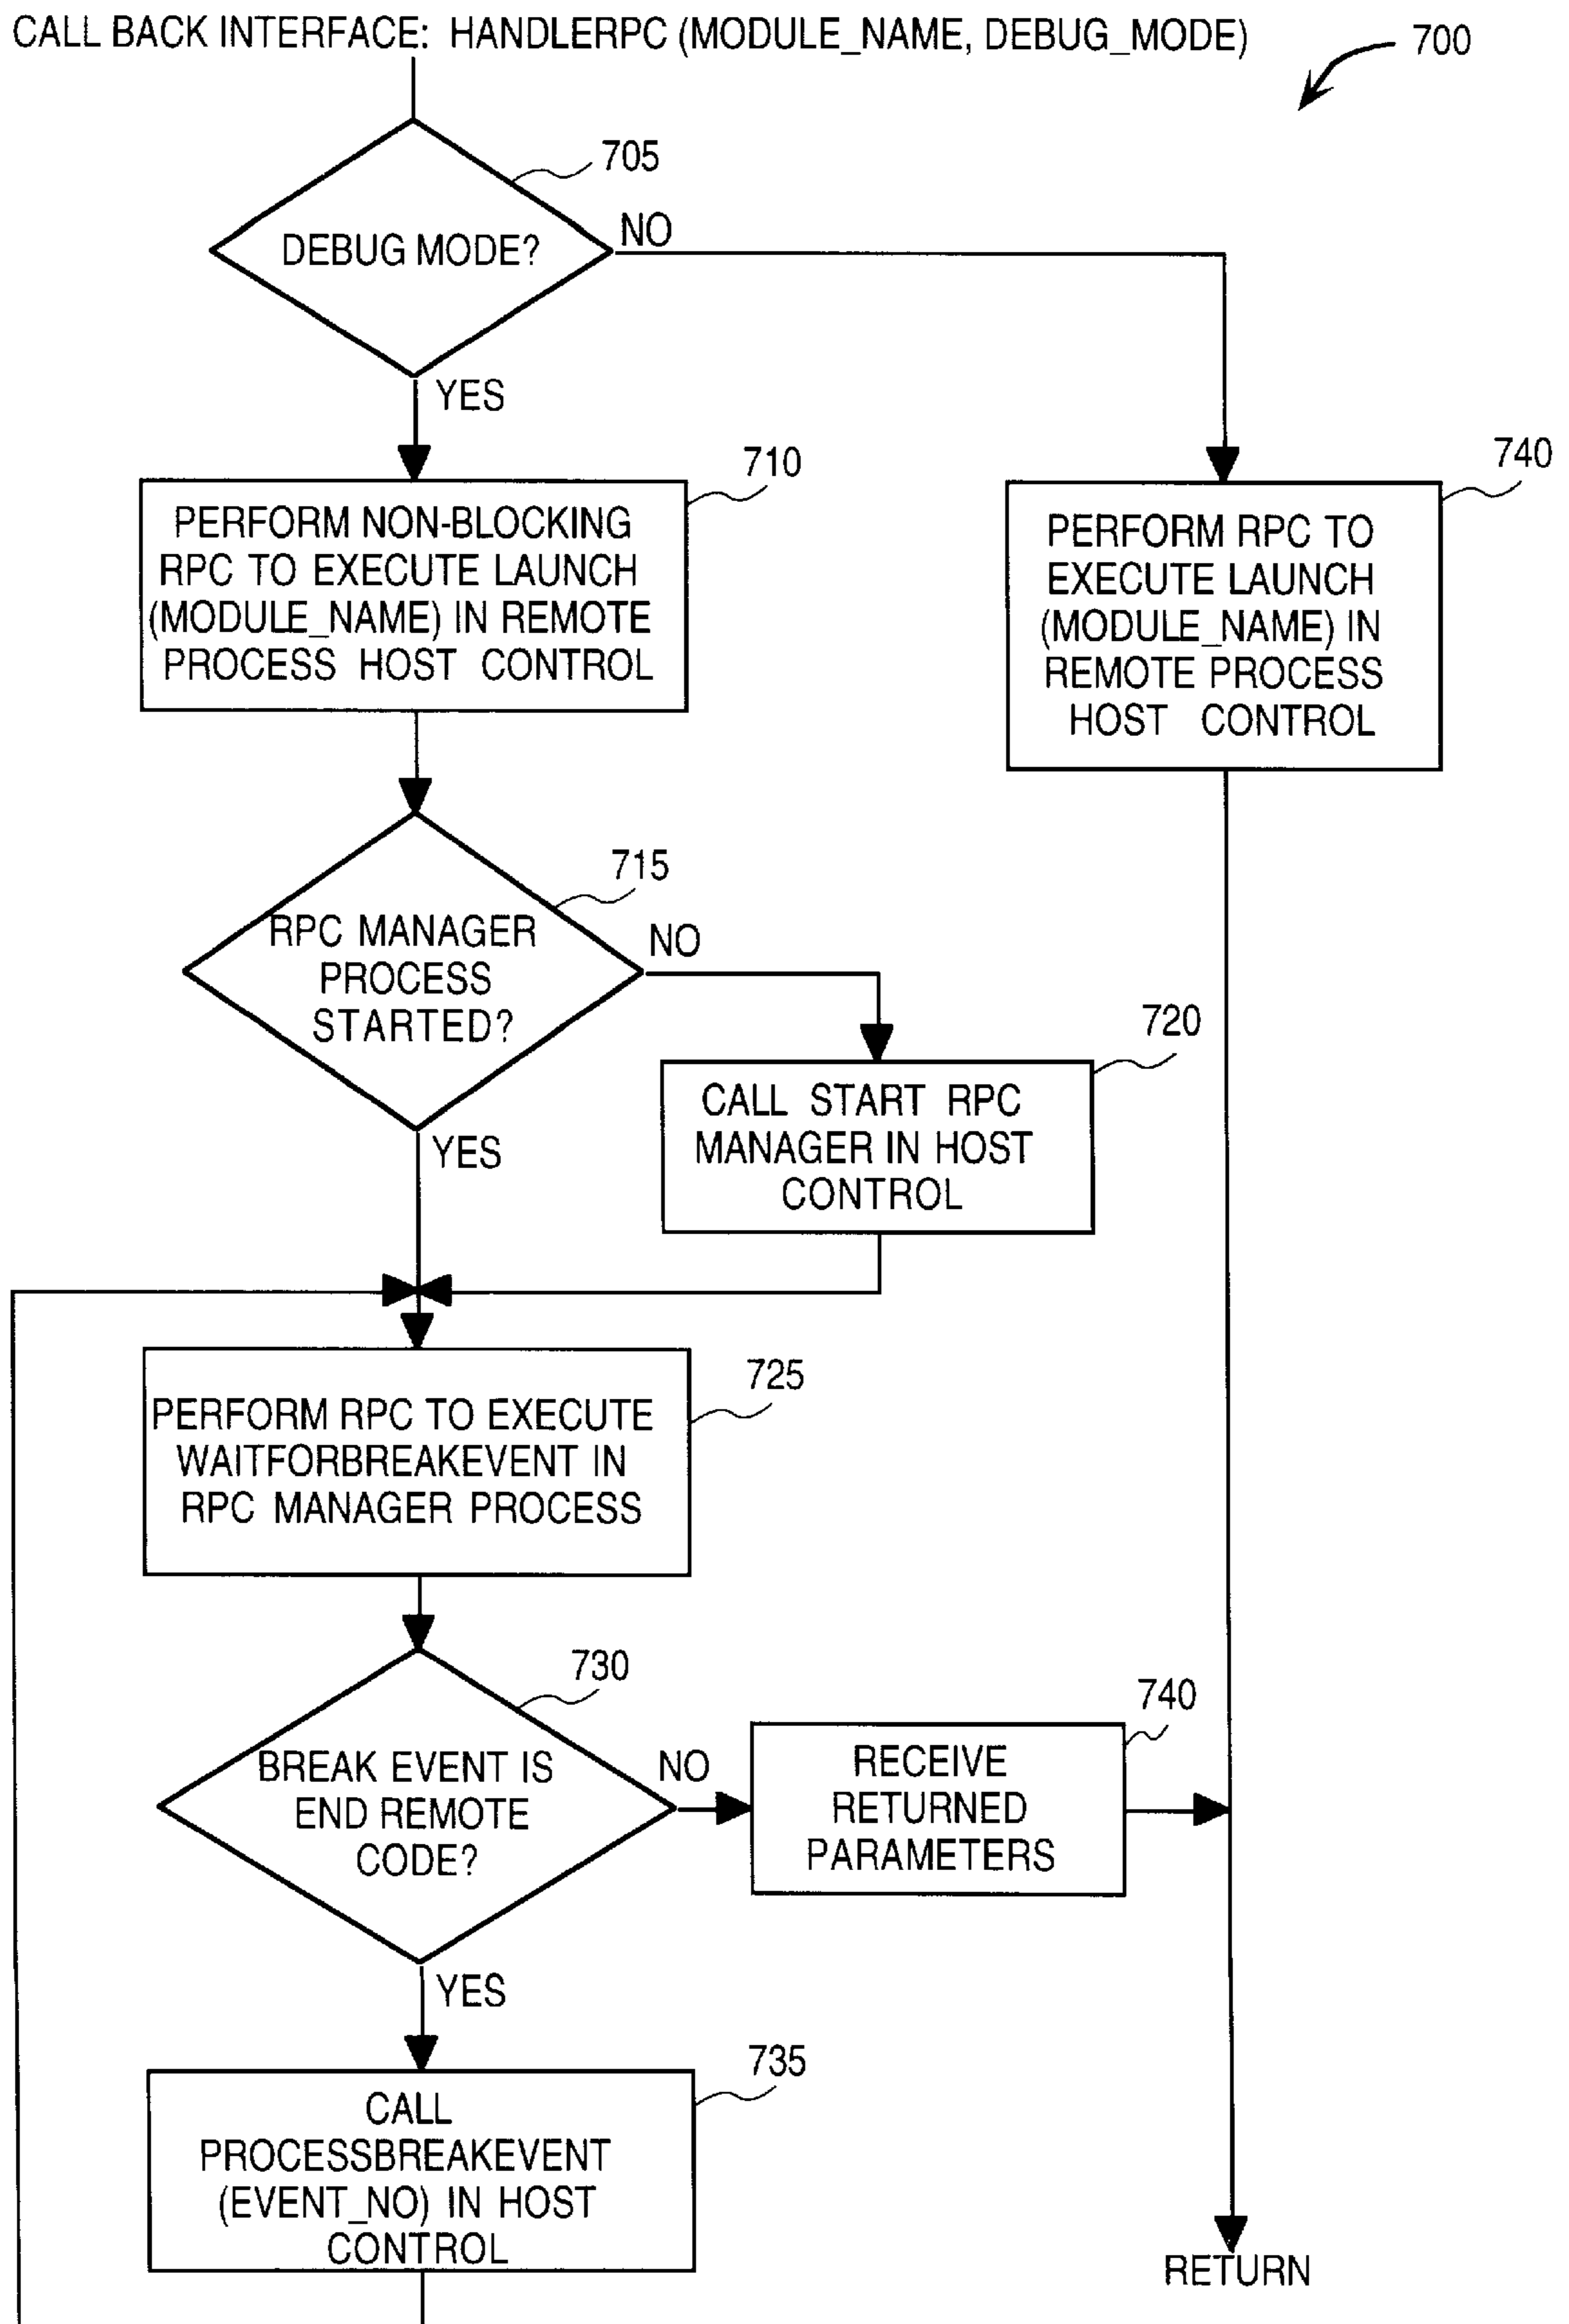 CALL BACK INTERFACE: HANDLERPC (MODULE_NAME, DEBUG_MODE)
700
705
DEBUG MODE?
NO
YES
710
PERFORM NON-BLOCKING
RPC TO EXECUTE LAUNCH
(MODULE_NAME) IN REMOTE
PROCESS HOST CONTROL
740
PERFORM RPC TO
EXECUTE LAUNCH
(MODULE_NAME) IN
REMOTE PROCESS
HOST CONTROL
715
RPC MANAGER
PROCESS
STARTED?
NO
YES
720
CALL START RPC
MANAGER IN HOST
CONTROL
725
PERFORM RPC TO EXECUTE
WAITFORBREAKEVENT IN
RPC MANAGER PROCESS
730
BREAK EVENT IS
END REMOTE
CODE?
NO
YES
740
RECEIVE
RETURNED
PARAMETERS
735
CALL
PROCESSBREAKEVENT
(EVENT_NO) IN HOST
CONTROL
RETURN